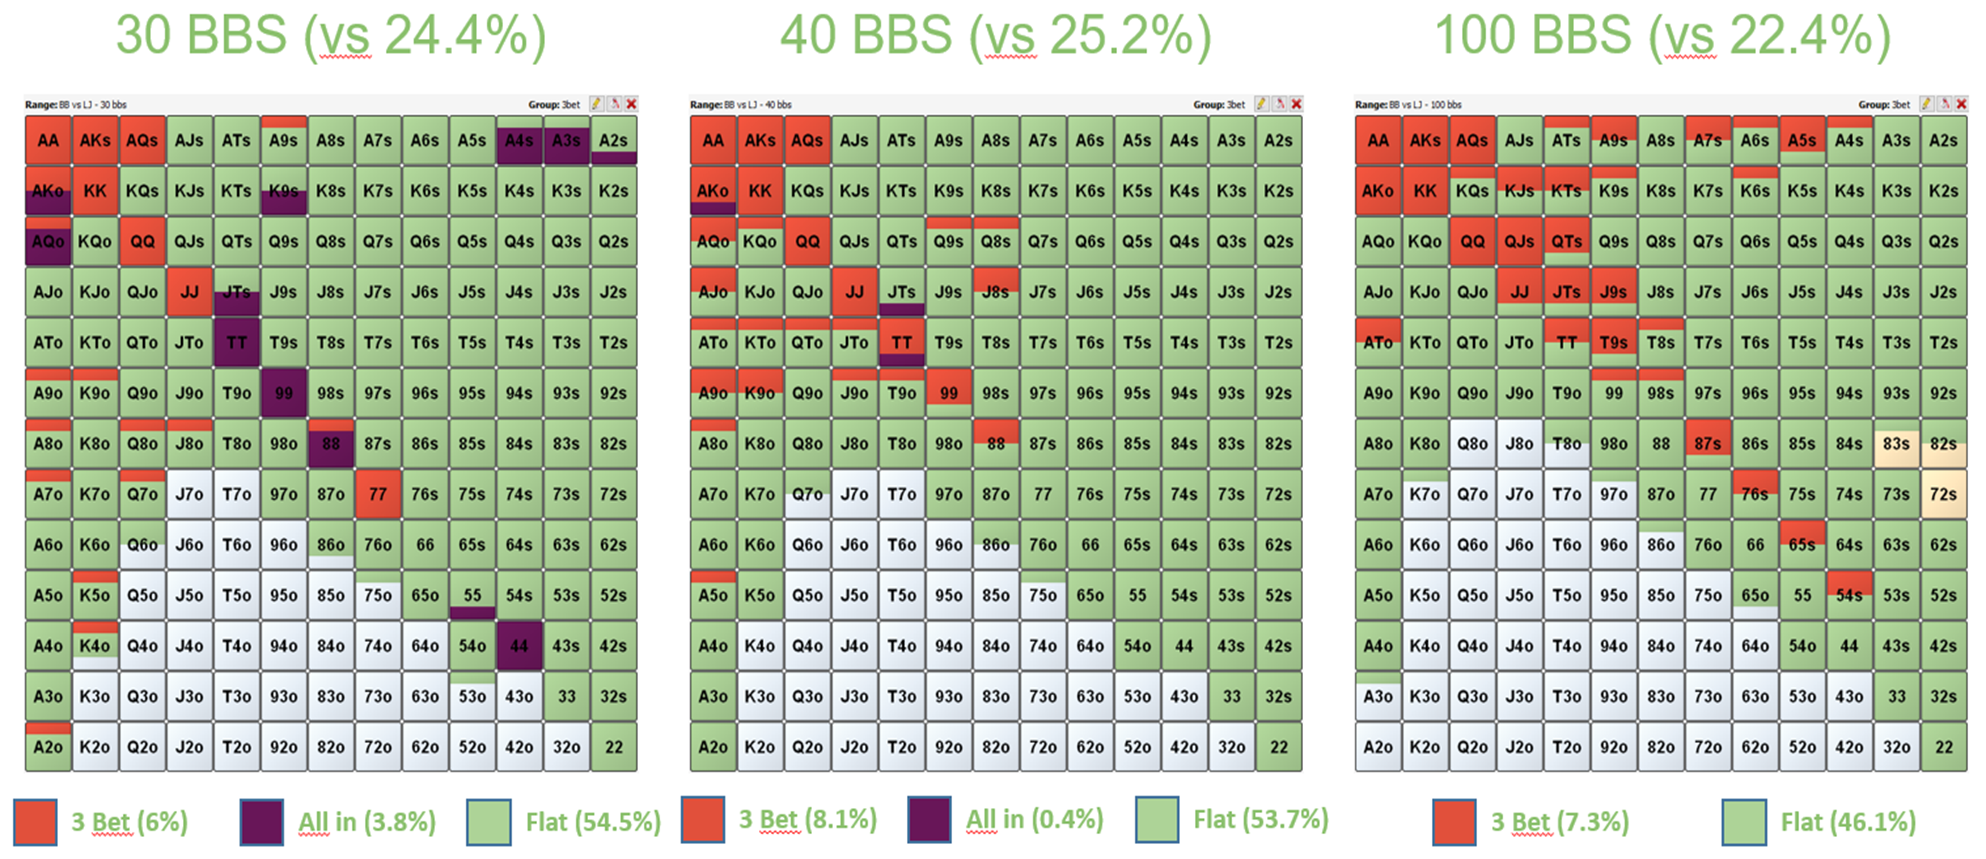 30 BBS (vs 24.4%)
40 BBS (vs 25.2%)
100 BBS (vs 22.4%)
Range: BB vs LJ - 30 bbs Group: 3bet
AA AKs AQs AJs ATs A9s A8s A7s A6s A5s A4s A3s A2s
AKo KK KQs KJs KTs K9s K8s K7s K6s K5s K4s K3s K2s
AQo KQo QQ QJs QTs Q9s Q8s Q7s Q6s Q5s Q4s Q3s Q2s
AJo KJo QJo JJ JTs J9s J8s J7s J6s J5s J4s J3s J2s
ATo KTo QTo JTo TT T9s T8s T7s T6s T5s T4s T3s T2s
A9o K9o Q9o J9o T9o 99 98s 97s 96s 95s 94s 93s 92s
A8o K8o Q8o J8o T8o 98o 88 87s 86s 85s 84s 83s 82s
A7o K7o Q7o J7o T7o 97o 87o 77 76s 75s 74s 73s 72s
A6o K6o Q6o J6o T6o 96o 86o 76o 66 65s 64s 63s 62s
A5o K5o Q5o J5o T5o 95o 85o 75o 65o 55 54s 53s 52s
A4o K4o Q4o J4o T4o 94o 84o 74o 64o 54o 44 43s 42s
A3o K3o Q3o J3o T3o 93o 83o 73o 63o 53o 43o 33 32s
A2o K2o Q2o J2o T2o 92o 82o 72o 62o 52o 42o 32o 22
3 Bet (6%)
All in (3.8%)
Flat (54.5%)
Range: BB vs LJ - 40 bbs Group: 3bet
AA AKs AQs AJs ATs A9s A8s A7s A6s A5s A4s A3s A2s
AKo KK KQs KJs KTs K9s K8s K7s K6s K5s K4s K3s K2s
AQo KQo QQ QJs QTs Q9s Q8s Q7s Q6s Q5s Q4s Q3s Q2s
AJo KJo QJo JJ JTs J9s J8s J7s J6s J5s J4s J3s J2s
ATo KTo QTo JTo TT T9s T8s T7s T6s T5s T4s T3s T2s
A9o K9o Q9o J9o T9o 99 98s 97s 96s 95s 94s 93s 92s
A8o K8o Q8o J8o T8o 98o 88 87s 86s 85s 84s 83s 82s
A7o K7o Q7o J7o T7o 97o 87o 77 76s 75s 74s 73s 72s
A6o K6o Q6o J6o T6o 96o 86o 76o 66 65s 64s 63s 62s
A5o K5o Q5o J5o T5o 95o 85o 75o 65o 55 54s 53s 52s
A4o K4o Q4o J4o T4o 94o 84o 74o 64o 54o 44 43s 42s
A3o K3o Q3o J3o T3o 93o 83o 73o 63o 53o 43o 33 32s
A2o K2o Q2o J2o T2o 92o 82o 72o 62o 52o 42o 32o 22
3 Bet (8.1%)
All in (0.4%)
Flat (53.7%)
Range: BB vs LJ - 100 bbs Group: 3bet
AA AKs AQs AJs ATs A9s A8s A7s A6s A5s A4s A3s A2s
AKo KK KQs KJs KTs K9s K8s K7s K6s K5s K4s K3s K2s
AQo KQo QQ QJs QTs Q9s Q8s Q7s Q6s Q5s Q4s Q3s Q2s
AJo KJo QJo JJ JTs J9s J8s J7s J6s J5s J4s J3s J2s
ATo KTo QTo JTo TT T9s T8s T7s T6s T5s T4s T3s T2s
A9o K9o Q9o J9o T9o 99 98s 97s 96s 95s 94s 93s 92s
A8o K8o Q8o J8o T8o 98o 88 87s 86s 85s 84s 83s 82s
A7o K7o Q7o J7o T7o 97o 87o 77 76s 75s 74s 73s 72s
A6o K6o Q6o J6o T6o 96o 86o 76o 66 65s 64s 63s 62s
A5o K5o Q5o J5o T5o 95o 85o 75o 65o 55 54s 53s 52s
A4o K4o Q4o J4o T4o 94o 84o 74o 64o 54o 44 43s 42s
A3o K3o Q3o J3o T3o 93o 83o 73o 63o 53o 43o 33 32s
A2o K2o Q2o J2o T2o 92o 82o 72o 62o 52o 42o 32o 22
3 Bet (7.3%)
Flat (46.1%)